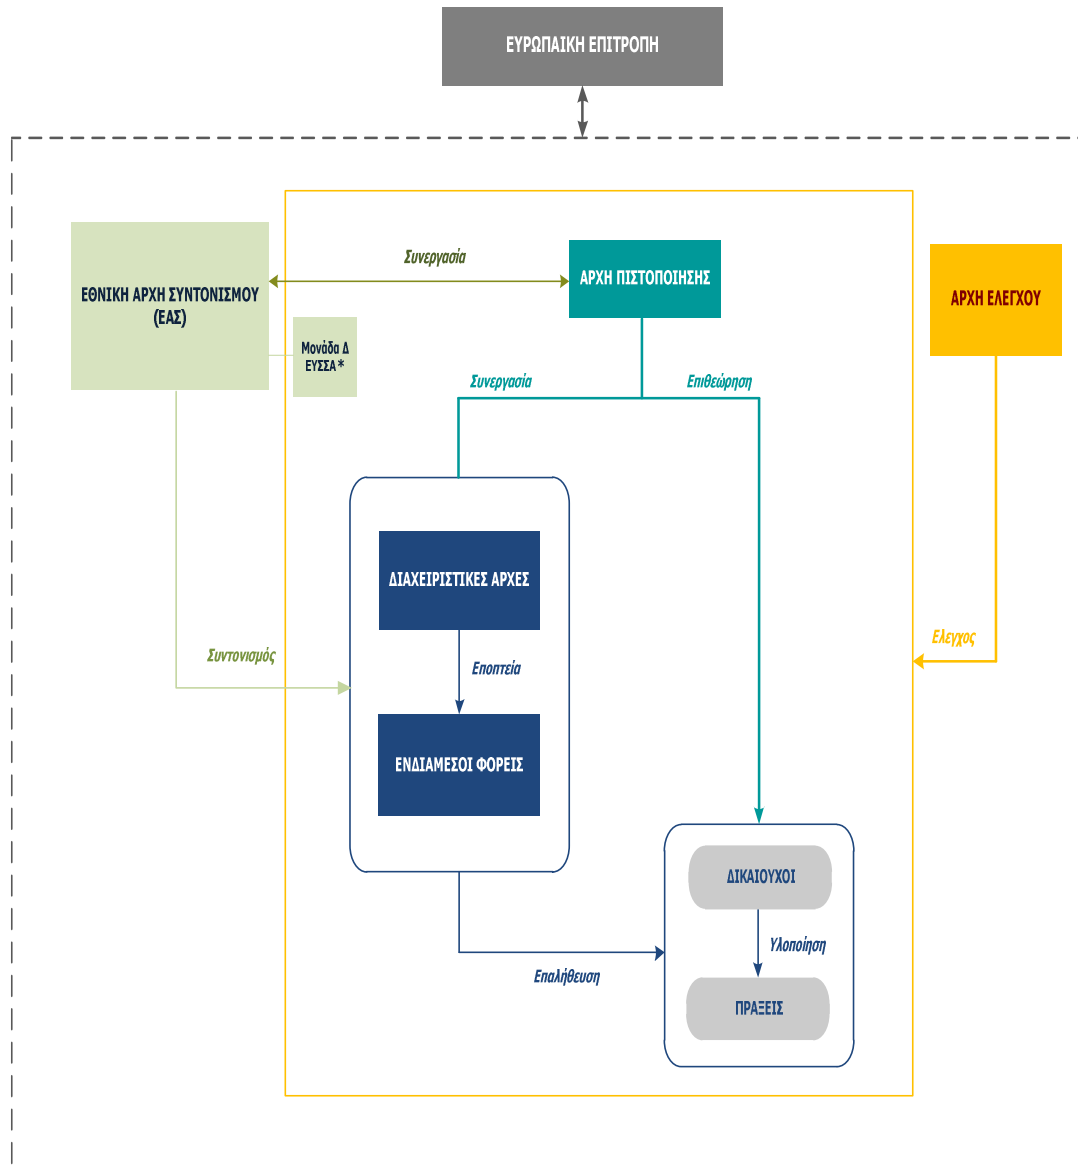 ΕΥΡΩΠΑΙΚΗ ΕΠΙΤΡΟΠΗ
Συνεργασία
ΑΡΧΗ ΠΙΣΤΟΠΟΙΗΣΗΣ
ΕΘΝΙΚΗ ΑΡΧΗ ΣΥΝΤΟΝΙΣΜΟΥ
(ΕΑΣ)
ΑΡΧΗ ΕΛΕΓΧΟΥ
Μονάδα Δ
ΕΥΣΣΑ *
Συνεργασία
Επιθεώρηση
ΔΙΑΧΕΙΡΙΣΤΙΚΕΣ ΑΡΧΕΣ
Ελεγχος
Συντονισμός
Εποπτεία
ΕΝΔΙΑΜΕΣΟΙ ΦΟΡΕΙΣ
ΔΙΚΑΙΟΥΧΟΙ
Υλοποίηση
Επαλήθευση
ΠΡΑΞΕΙΣ